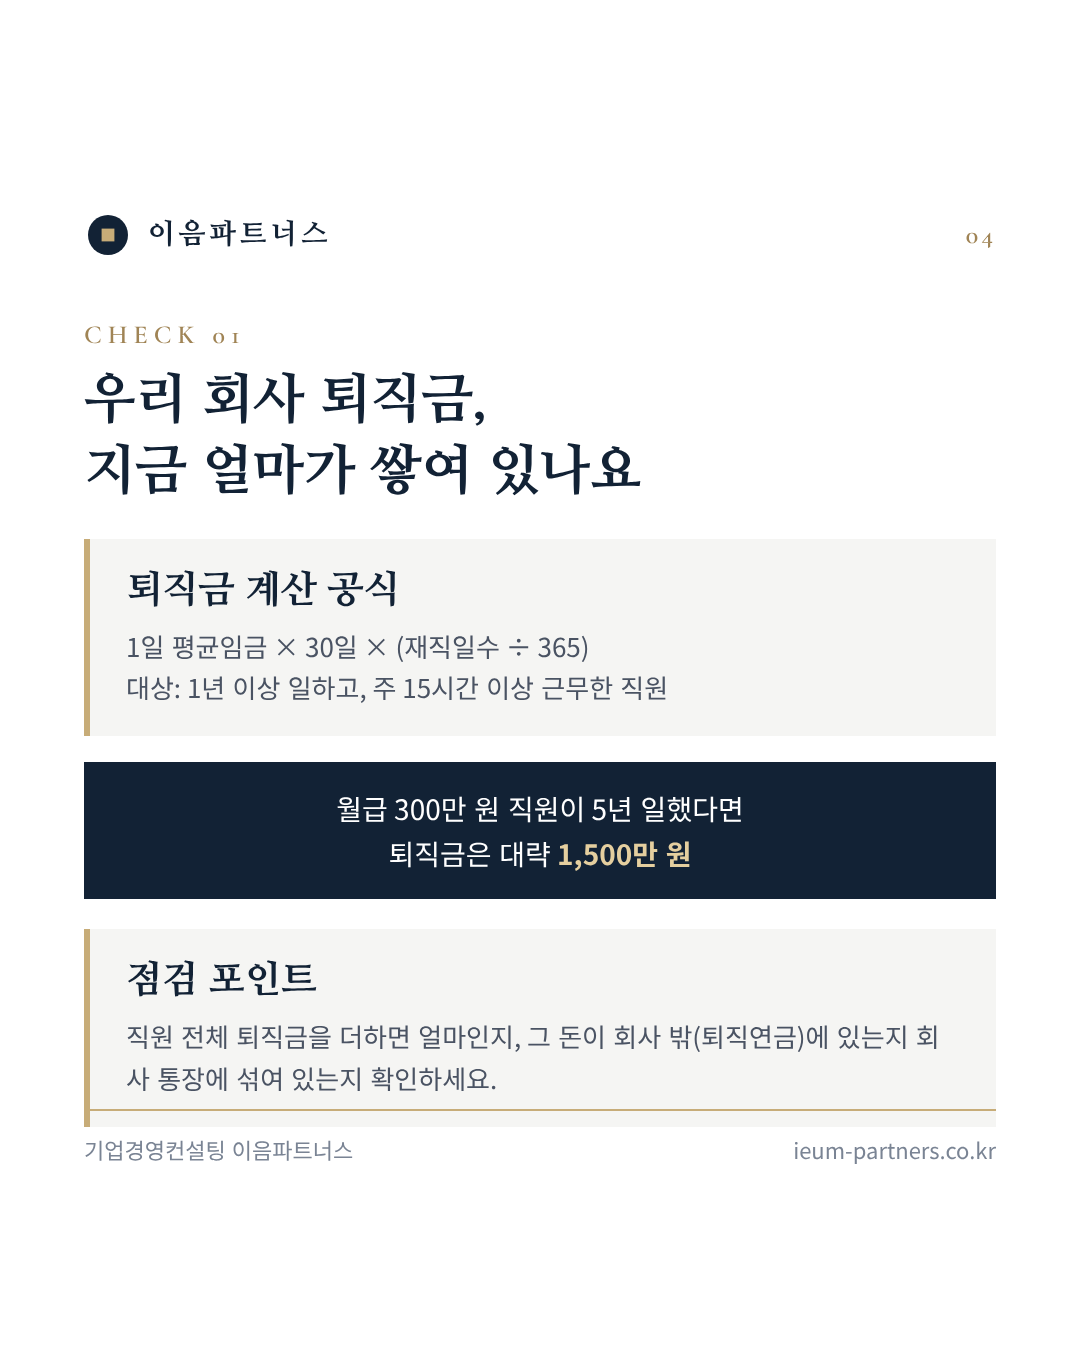 이음파트너스
04
CHECK 01
우리 회사 퇴직금,
지금 얼마가 쌓여 있나요
퇴직금 계산 공식
1일 평균임금 × 30일 × (재직일수 ÷ 365)
대상: 1년 이상 일하고, 주 15시간 이상 근무한 직원
월급 300만 원 직원이 5년 일했다면
퇴직금은 대략 1,500만 원
점검 포인트
직원 전체 퇴직금을 더하면 얼마인지, 그 돈이 회사 밖(퇴직연금)에 있는지 회
사 통장에 섞여 있는지 확인하세요.
기업경영컨설팅 이음파트너스
ieum-partners.co.kr